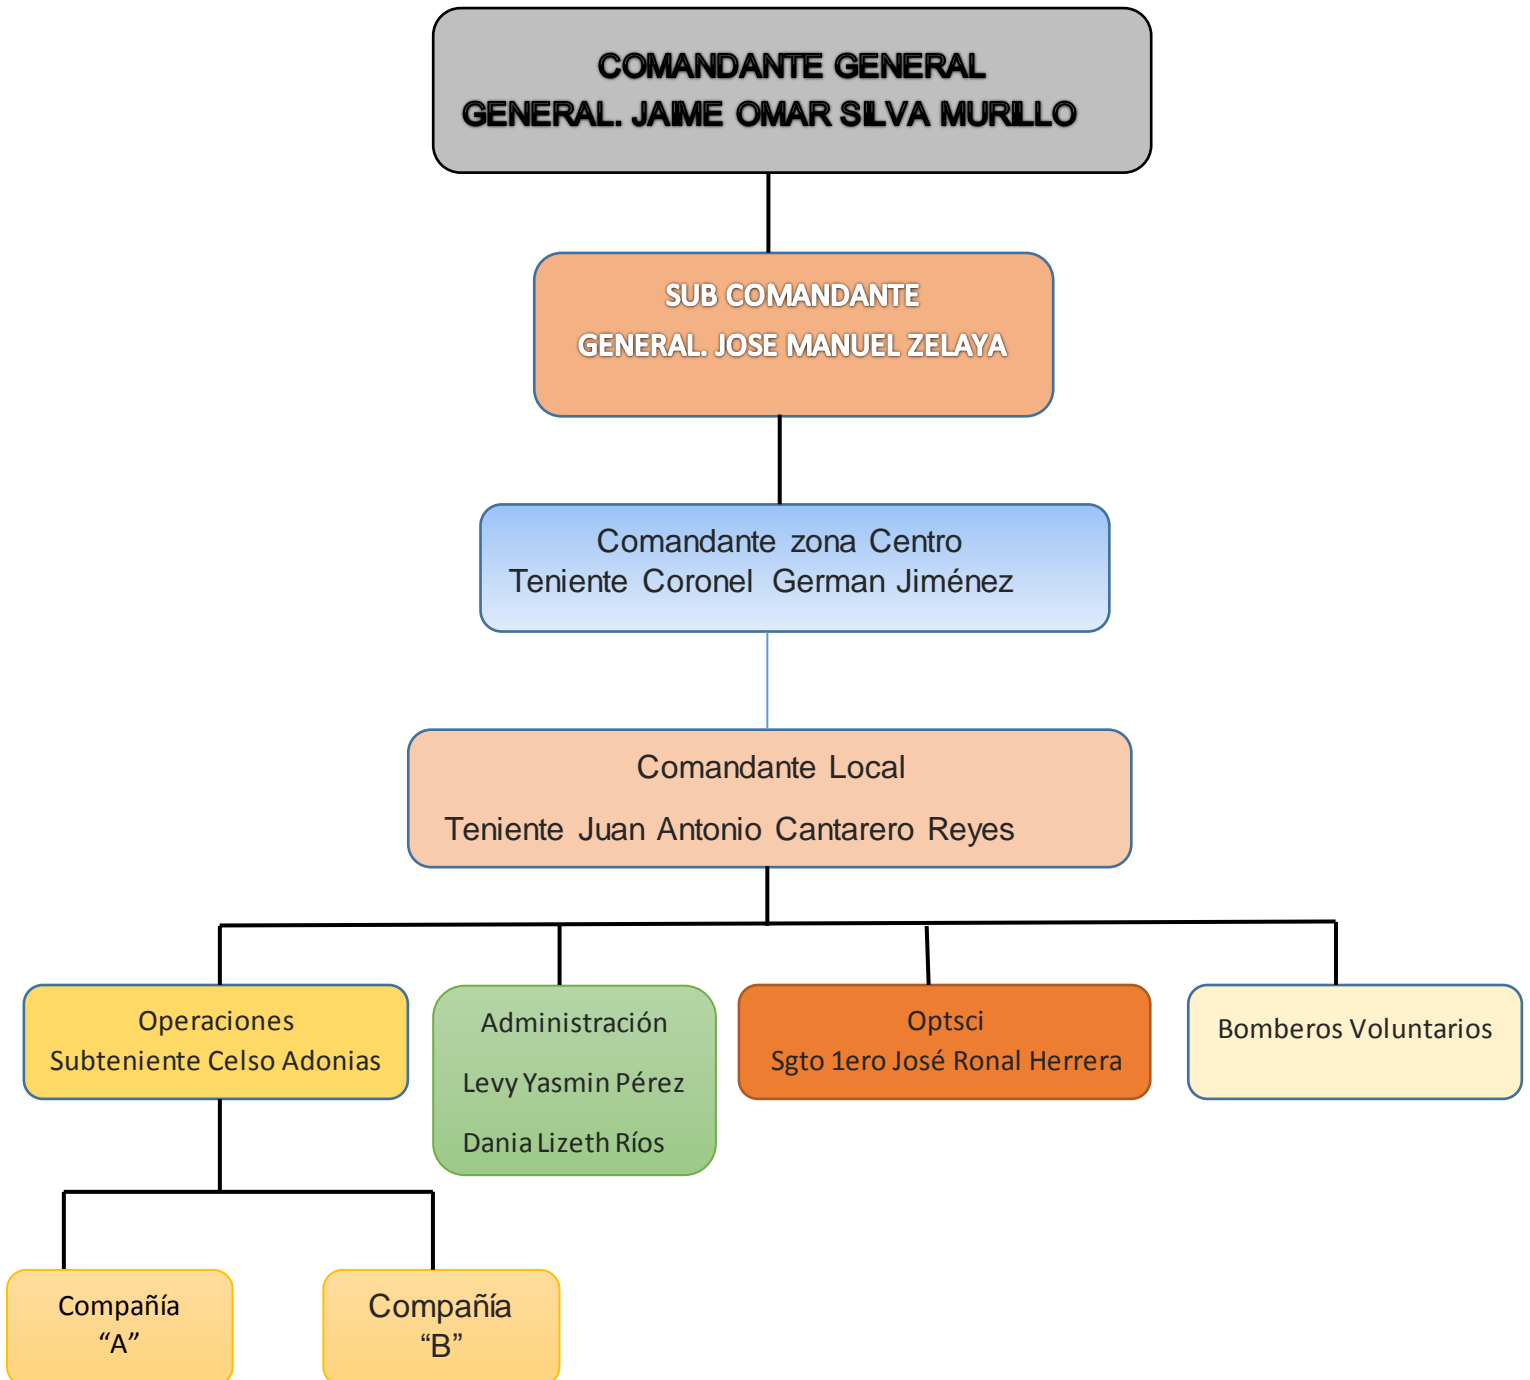 COMANDANTE GENERAL
GENERAL. JAIME OMAR SILVA MURILLO
SUB COMANDANTE
GENERAL. JOSE MANUEL ZELAYA
Comandante zona Centro
Teniente Coronel German Jiménez
Comandante Local
Teniente Juan Antonio Cantarero Reyes
Operaciones
Subteniente Celso Adonias
Administración
Levy Yasmin Pérez
Dania Lizeth Ríos
Optsci
Sgto 1ero José Ronal Herrera
Bomberos Voluntarios
Compañía
“A”
Compañía
“B”